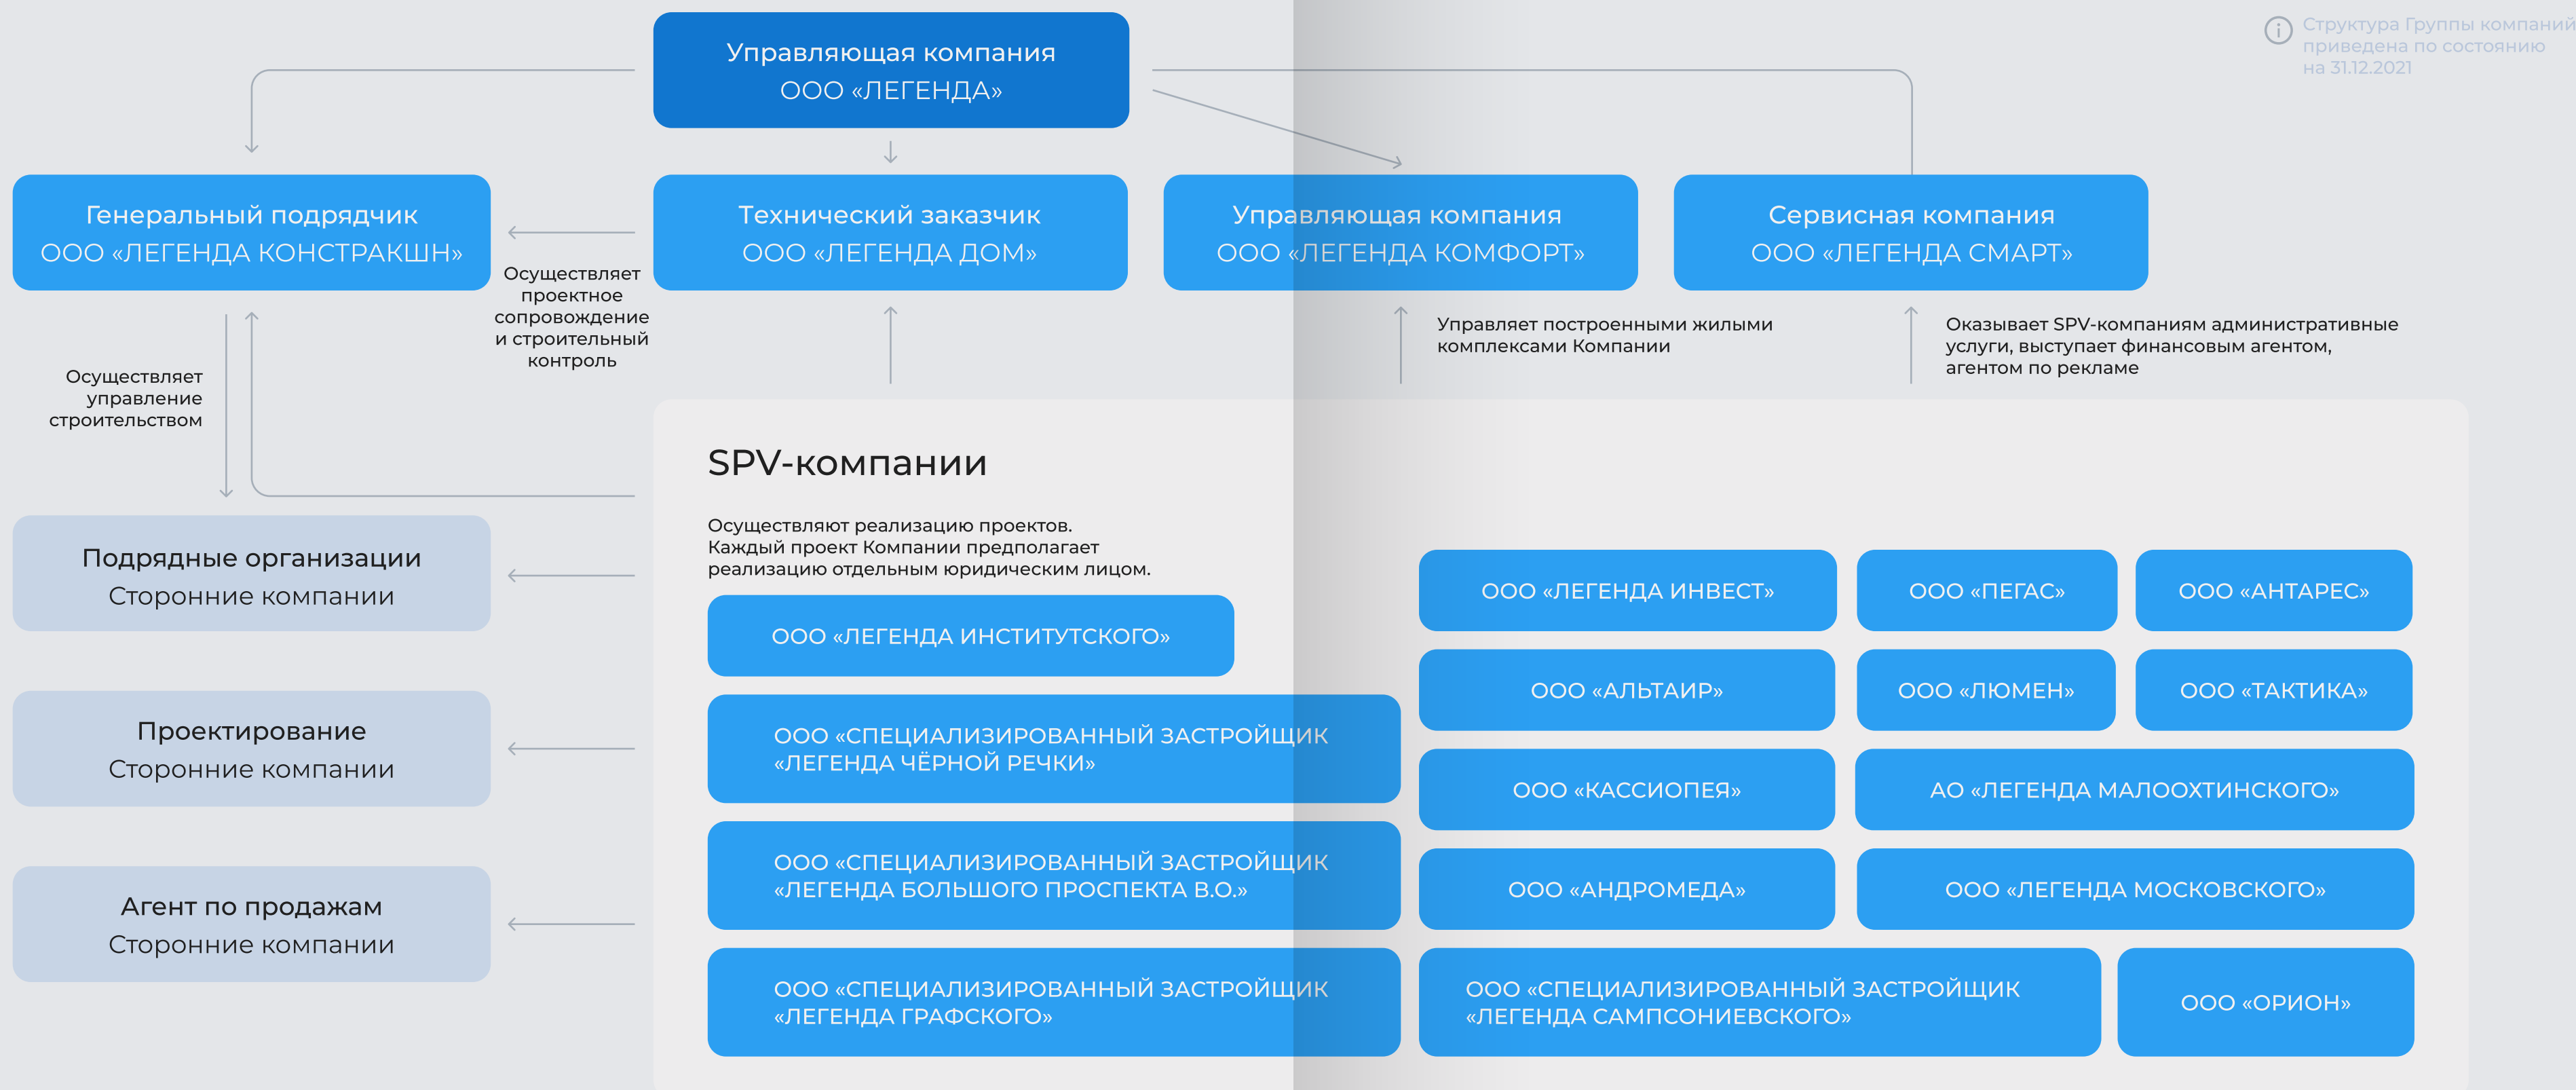 Управляющая компания
ООО «ЛЕГЕНДА»
Структура Группы компаний
приведена по состоянию
на 31.12.2021
Генеральный подрядчик
ООО «ЛЕГЕНДА КОНСТРАКШН»
Технический заказчик
ООО «ЛЕГЕНДА ДОМ»
Управляющая компания
ООО «ЛЕГЕНДА КОМФОРТ»
Сервисная компания
ООО «ЛЕГЕНДА СМАРТ»
Осуществляет
проектное
сопровождение
и строительный
контроль
Управляет построенными жилыми
комплексами Компании
Оказывает SPV-компаниям административные
услуги, выступает финансовым агентом,
агентом по рекламе
Осуществляет
управление
строительством
Подрядные организации
Сторонние компании
Проектирование
Сторонние компании
Агент по продажам
Сторонние компании
SPV-компании
Осуществляют реализацию проектов.
Каждый проект Компании предполагает
реализацию отдельным юридическим лицом.
ООО «ЛЕГЕНДА ИНСТИТУТСКОГО»
ООО «СПЕЦИАЛИЗИРОВАННЫЙ ЗАСТРОЙЩИК
«ЛЕГЕНДА ЧЁРНОЙ РЕЧКИ»
ООО «СПЕЦИАЛИЗИРОВАННЫЙ ЗАСТРОЙЩИК
«ЛЕГЕНДА БОЛЬШОГО ПРОСПЕКТА В.О.»
ООО «СПЕЦИАЛИЗИРОВАННЫЙ ЗАСТРОЙЩИК
«ЛЕГЕНДА ГРАФСКОГО»
ООО «ЛЕГЕНДА ИНВЕСТ»
ООО «ПЕГАС»
ООО «АНТАРЕС»
ООО «АЛЬТАИР»
ООО «ЛЮМЕН»
ООО «ТАКТИКА»
ООО «КАССИОПЕЯ»
АО «ЛЕГЕНДА МАЛООХТИНСКОГО»
ООО «АНДРОМЕДА»
ООО «ЛЕГЕНДА МОСКОВСКОГО»
ООО «СПЕЦИАЛИЗИРОВАННЫЙ ЗАСТРОЙЩИК
«ЛЕГЕНДА САМПСОНИЕВСКОГО»
ООО «ОРИОН»